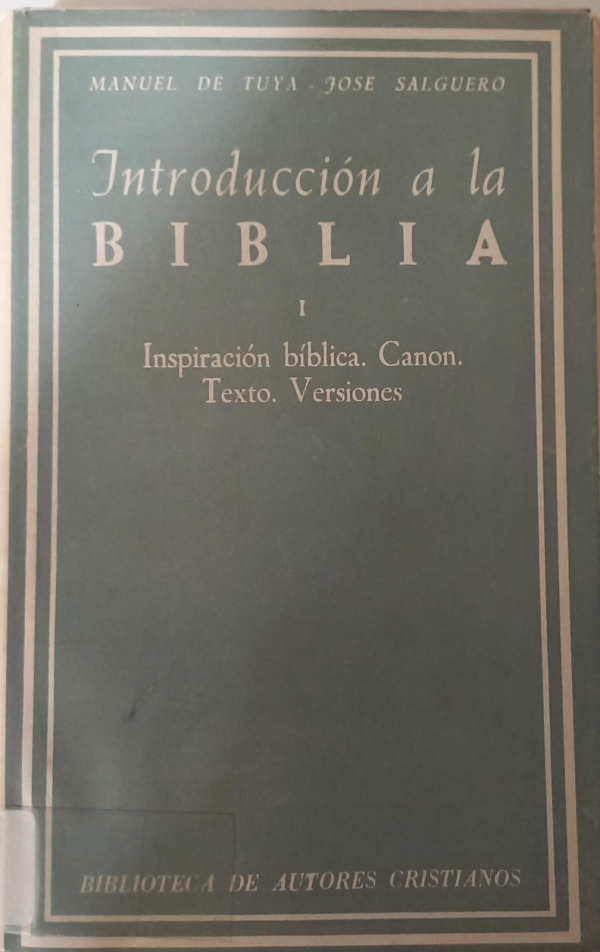 MANUEL DE TUYA - JOSE SALGUERO
Introducción a la
BIBLIA
I
Inspiración bíblica. Canon.
Texto. Versiones
BIBLIOTECA DE AUTORES CRISTIANOS